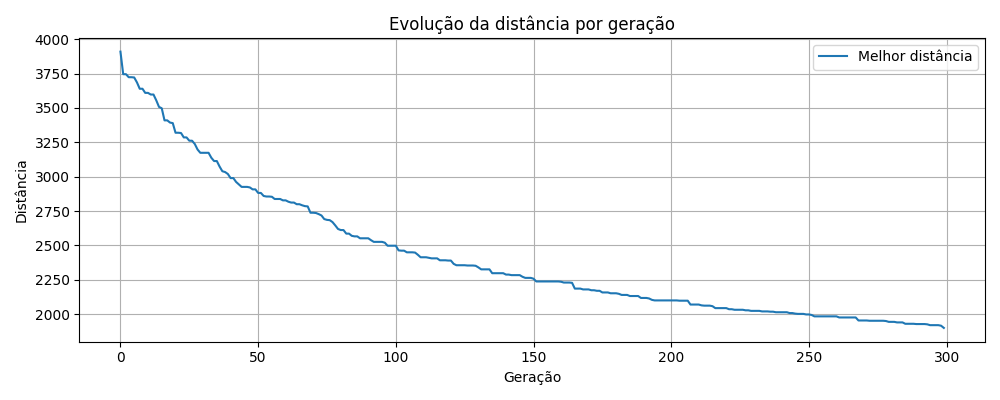 Evolução da distância por geração
Melhor distância
Distância
4000
3750
3500
3250
3000
2750
2500
2250
2000
0 50 100 150 200 250 300
Geração